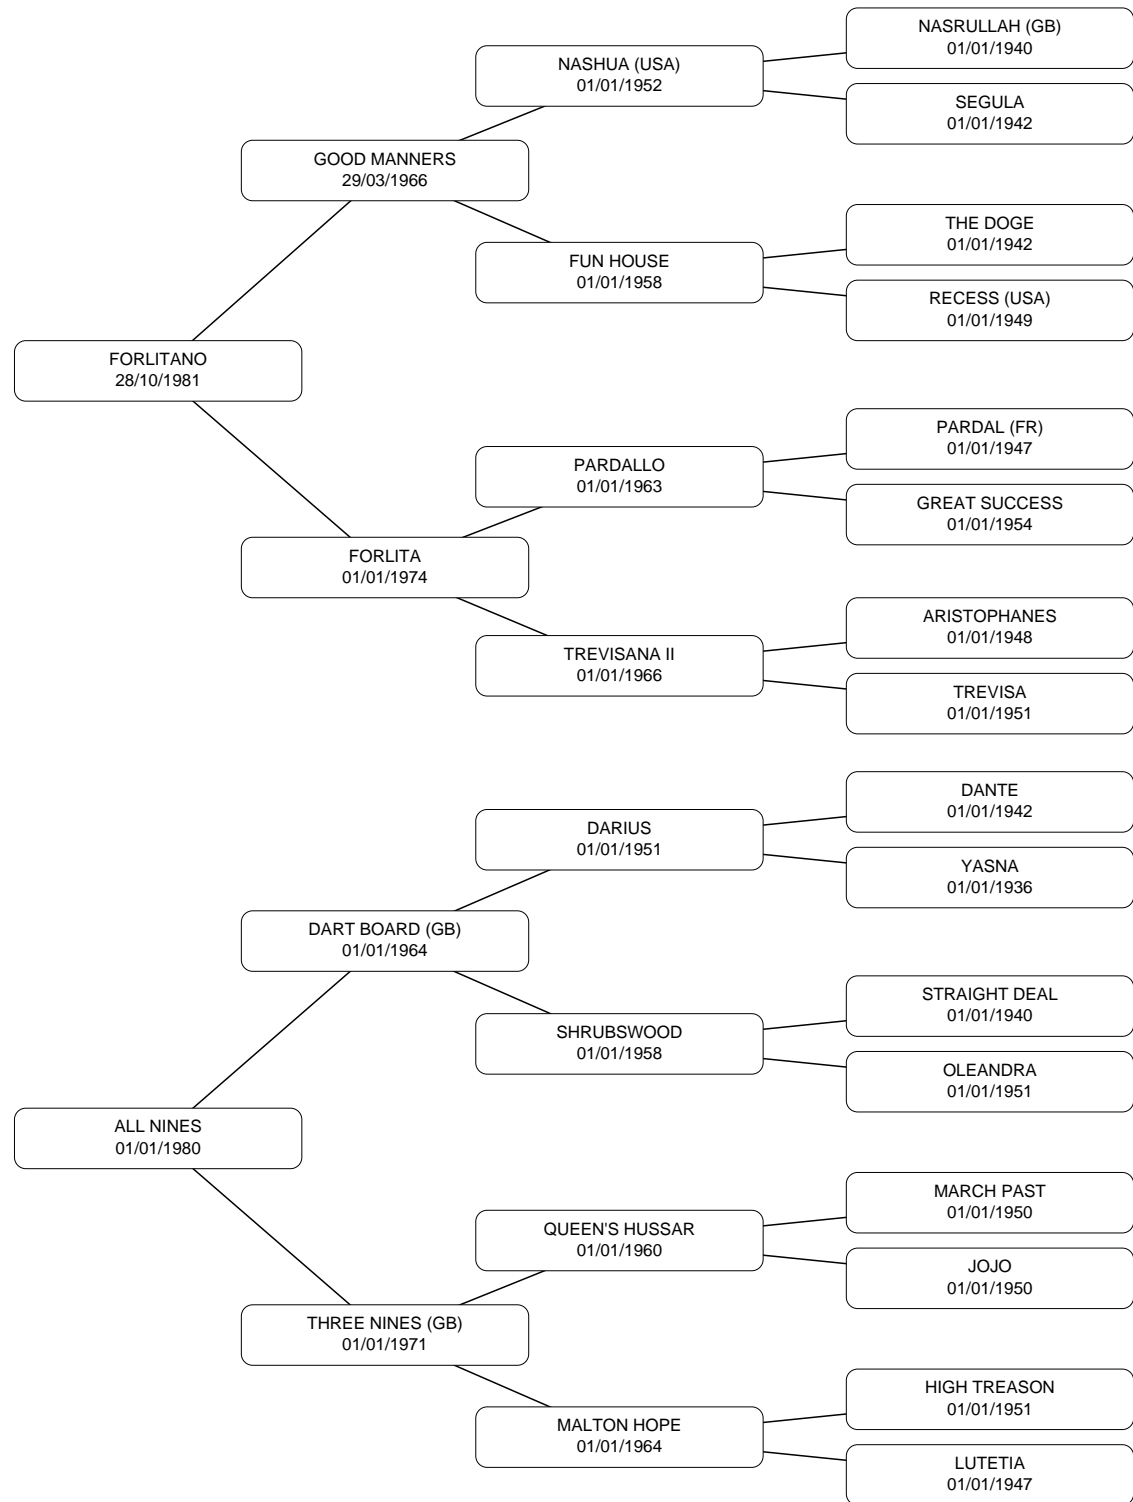 NASRULLAH (GB)
01/01/1940
NASHUA (USA)
01/01/1952
SEGULA
01/01/1942
GOOD MANNERS
29/03/1966
THE DOGE
01/01/1942
FUN HOUSE
01/01/1958
RECESS (USA)
01/01/1949
FORLITANO
28/10/1981
PARDAL (FR)
01/01/1947
PARDALLO
01/01/1963
GREAT SUCCESS
01/01/1954
FORLITA
01/01/1974
ARISTOPHANES
01/01/1948
TREVISANA II
01/01/1966
TREVISA
01/01/1951
DANTE
01/01/1942
DARIUS
01/01/1951
YASNA
01/01/1936
DART BOARD (GB)
01/01/1964
STRAIGHT DEAL
01/01/1940
SHRUBSWOOD
01/01/1958
OLEANDRA
01/01/1951
ALL NINES
01/01/1980
MARCH PAST
01/01/1950
QUEEN'S HUSSAR
01/01/1960
JOJO
01/01/1950
THREE NINES (GB)
01/01/1971
HIGH TREASON
01/01/1951
MALTON HOPE
01/01/1964
LUTETIA
01/01/1947